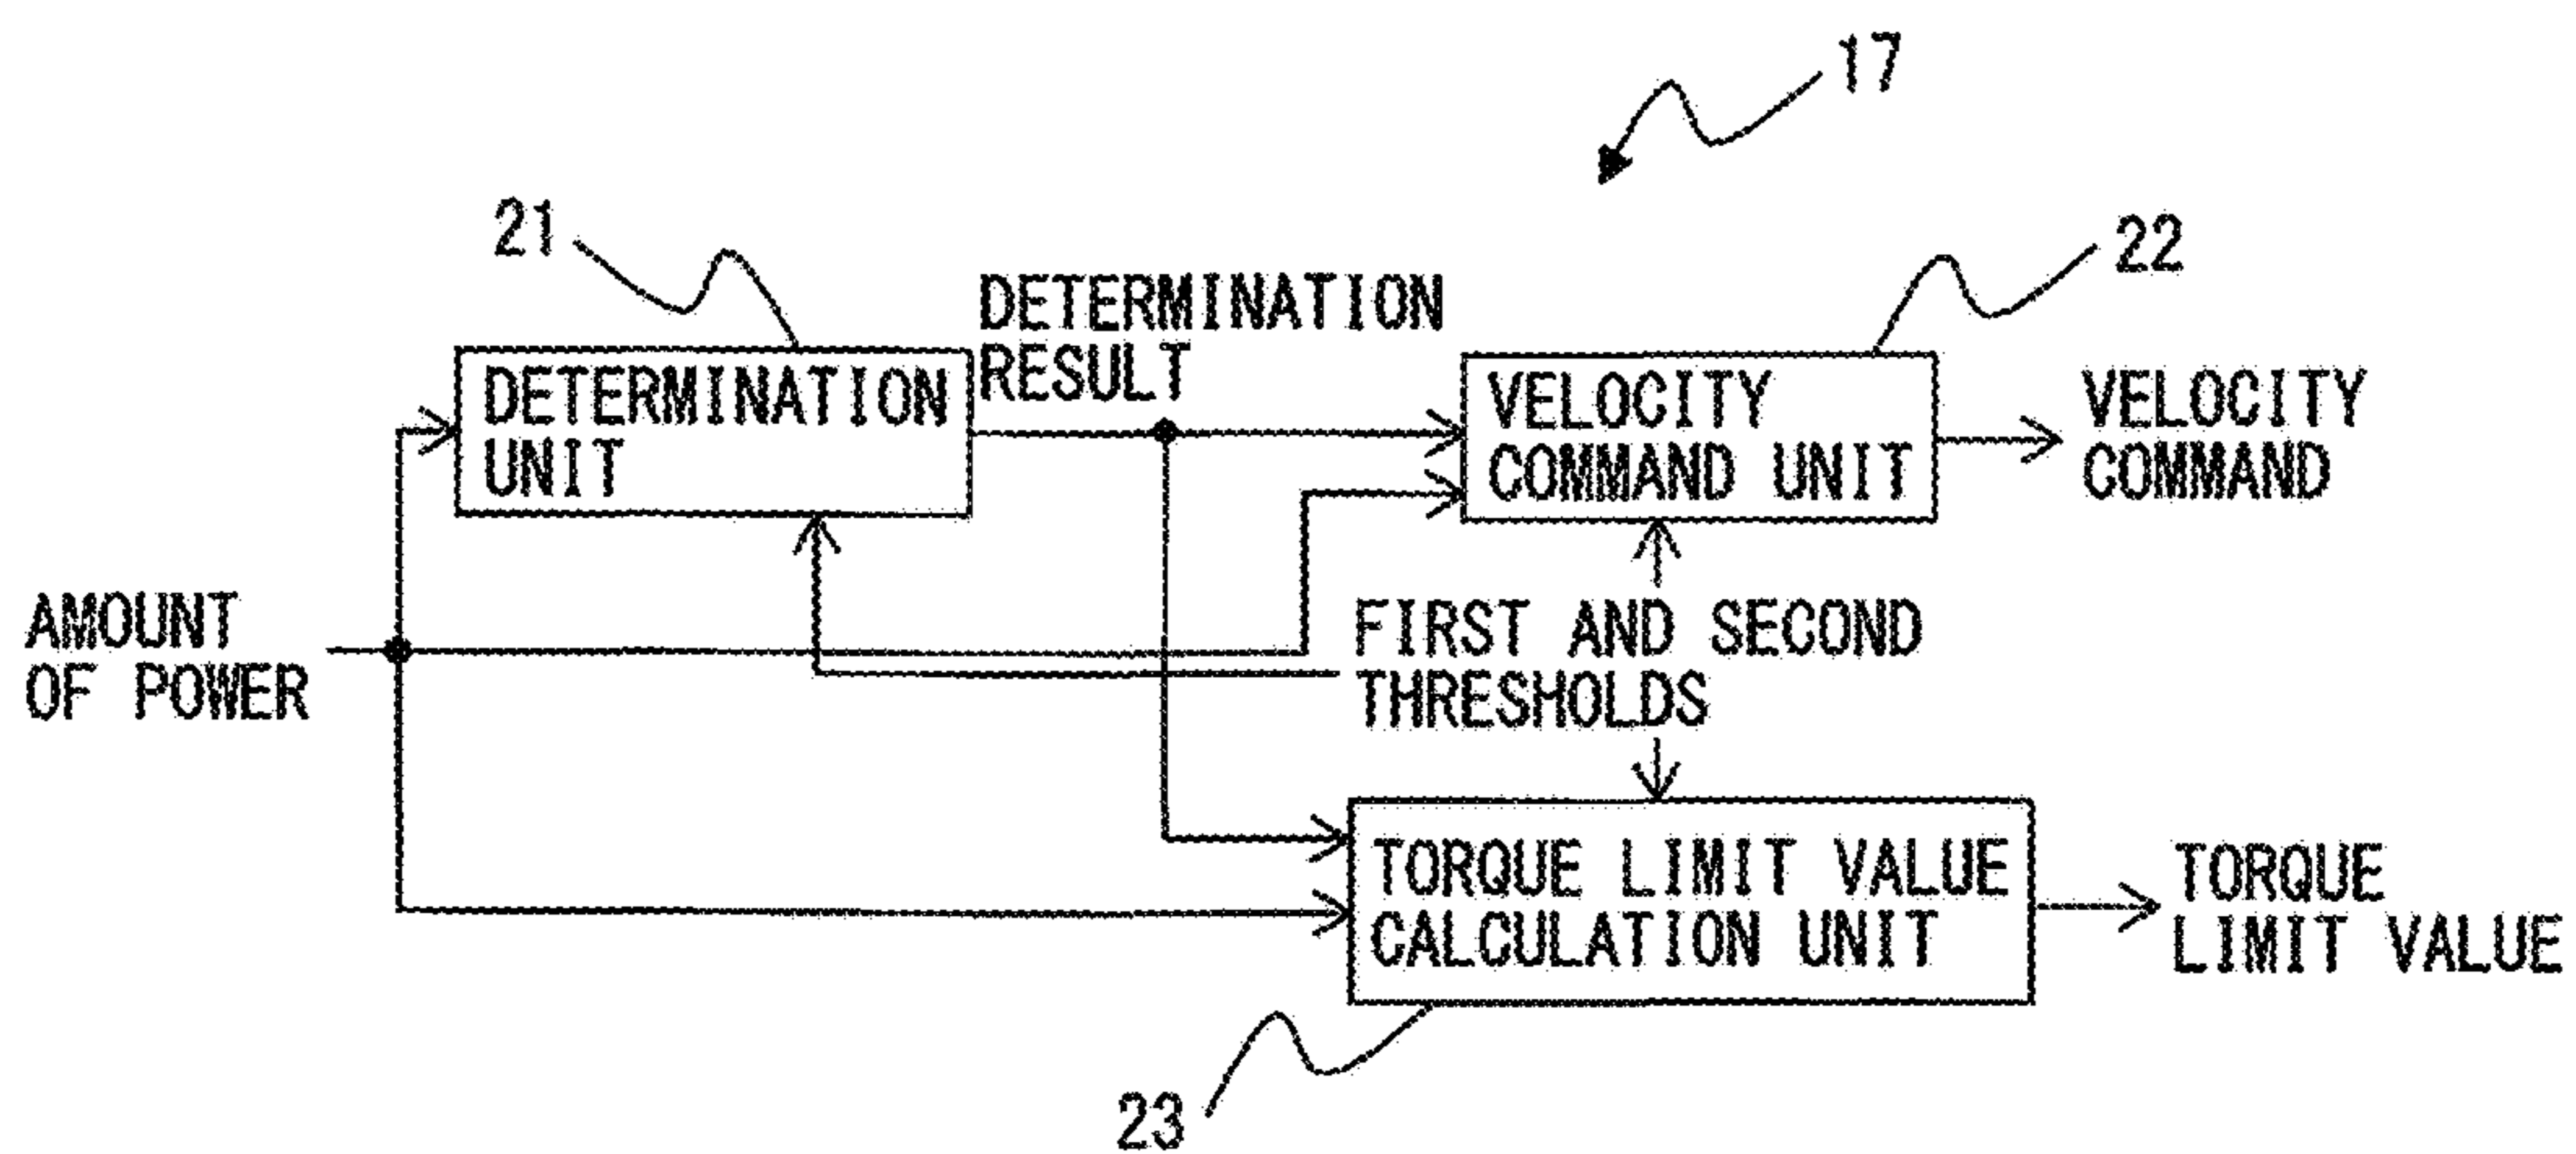 17
21
22
DETERMINATION
RESULT
DETERMINATION
UNIT
VELOCITY
COMMAND UNIT
VELOCITY
COMMAND
AMOUNT
OF POWER
FIRST AND SECOND
THRESHOLDS
TORQUE LIMIT VALUE
CALCULATION UNIT
TORQUE
LIMIT VALUE
23